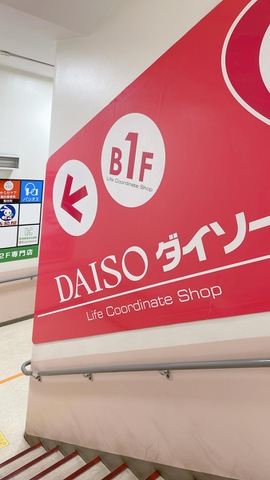 B1F
Life Coordinate Shop
DAISO ダイソー
Life Coordinate Shop
2F専門店